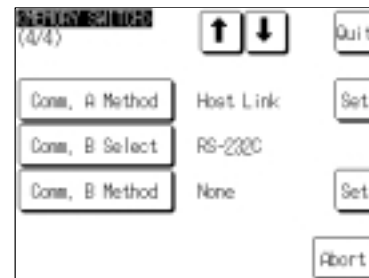 <MEMORY SWITCH>
(4/4) ↑ ↓ Quit
Comm. A Method Host Link Set
Comm. B Select RS-232C
Comm. B Method None Set
Abort